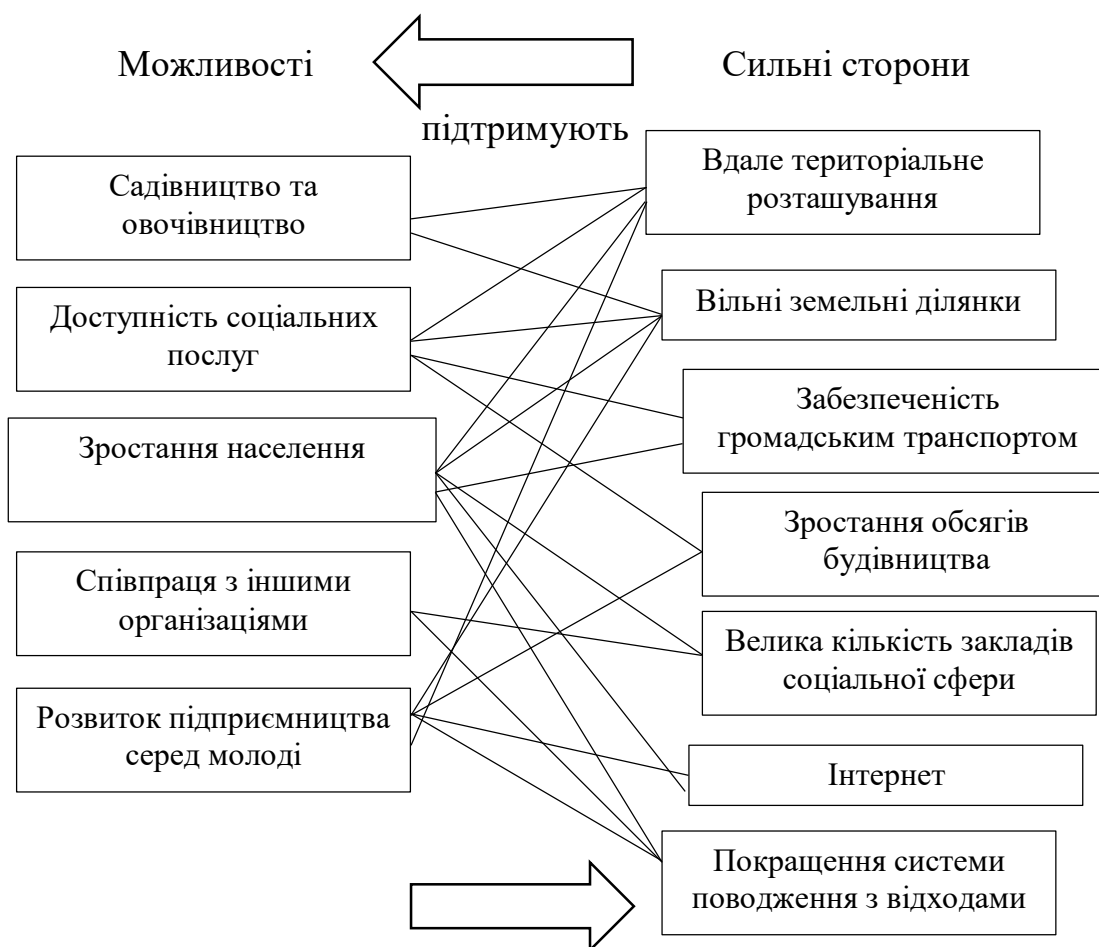 Можливості
Сильні сторони
підтримують
Садівництво та
овочівництво
Доступність соціальних
послуг
Зростання населення
Співпраця з іншими
організаціями
Розвиток підприємництва
серед молоді
Вдале територіальне
розташування
Вільні земельні ділянки
Забезпеченість
громадським транспортом
Зростання обсягів
будівництва
Велика кількість закладів
соціальної сфери
Інтернет
Покращення системи
поводження з відходами